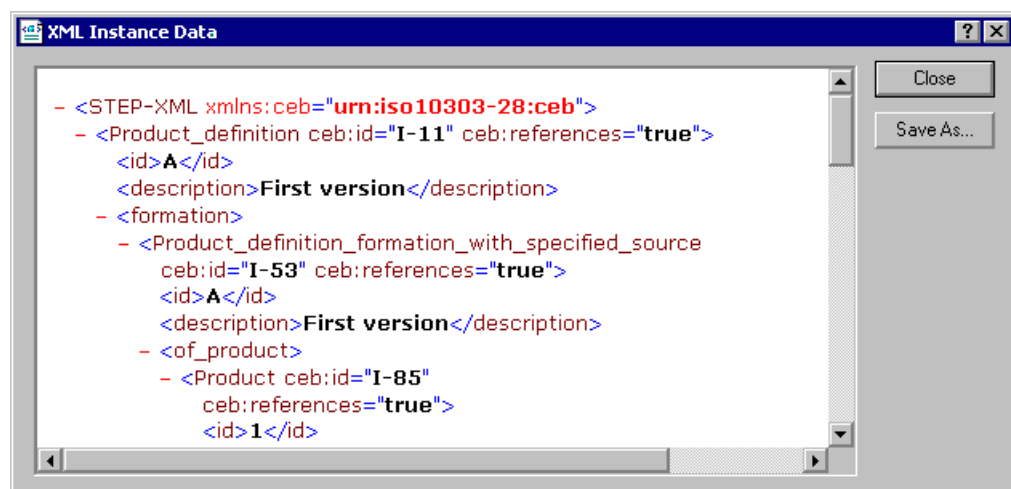 XML Instance Data
Close
Save As...
- <STEP-XML xmlns:ceb="urn:iso10303-28:ceb">
- <Product_definition ceb:id="I-11" ceb:references="true">
<id>A</id>
<description>First version</description>
- <formation>
- <Product_definition_formation_with_specified_source
ceb:id="I-53" ceb:references="true">
<id>A</id>
<description>First version</description>
- <of_product>
- <Product ceb:id="I-85"
ceb:references="true">
<id>1</id>